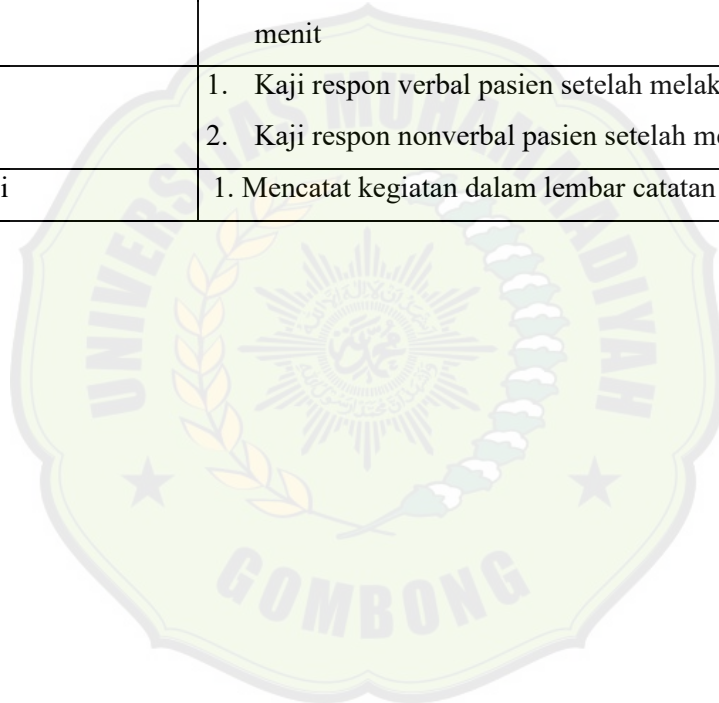 menit
1. Kaji respon verbal pasien setelah melak
2. Kaji respon nonverbal pasien setelah me
i 1. Mencatat kegiatan dalam lembar catatan
UNIVERSITAS MUHAMMADIYAH
GOMBONG